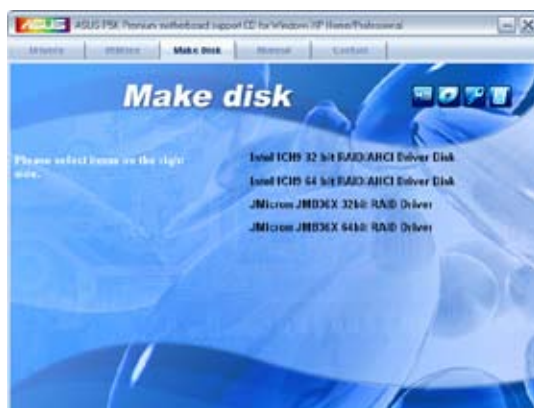 ASUS ASUS P5K Premium motherboard support CD for Windows XP Home/Professional
Drivers Utilities Make Disk Manual Contact
Make disk
Please select items on the right side.
Intel ICH9 32 bit RAID/AHCI Driver Disk
Intel ICH9 64 bit RAID/AHCI Driver Disk
JMicron JMB36X 32bit RAID Driver
JMicron JMB36X 64bit RAID Driver